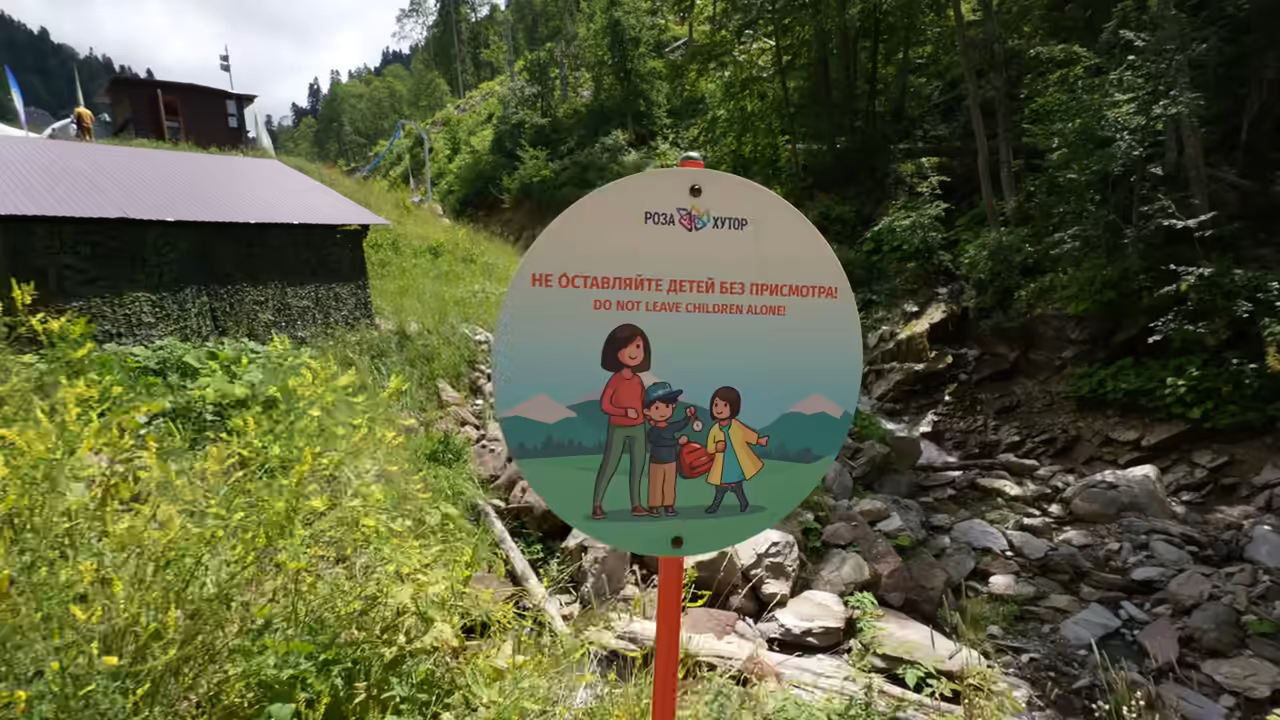 РОЗА ХУТОР
НЕ ОСТАВЛЯЙТЕ ДЕТЕЙ БЕЗ ПРИСМОТРА!
DO NOT LEAVE CHILDREN ALONE!